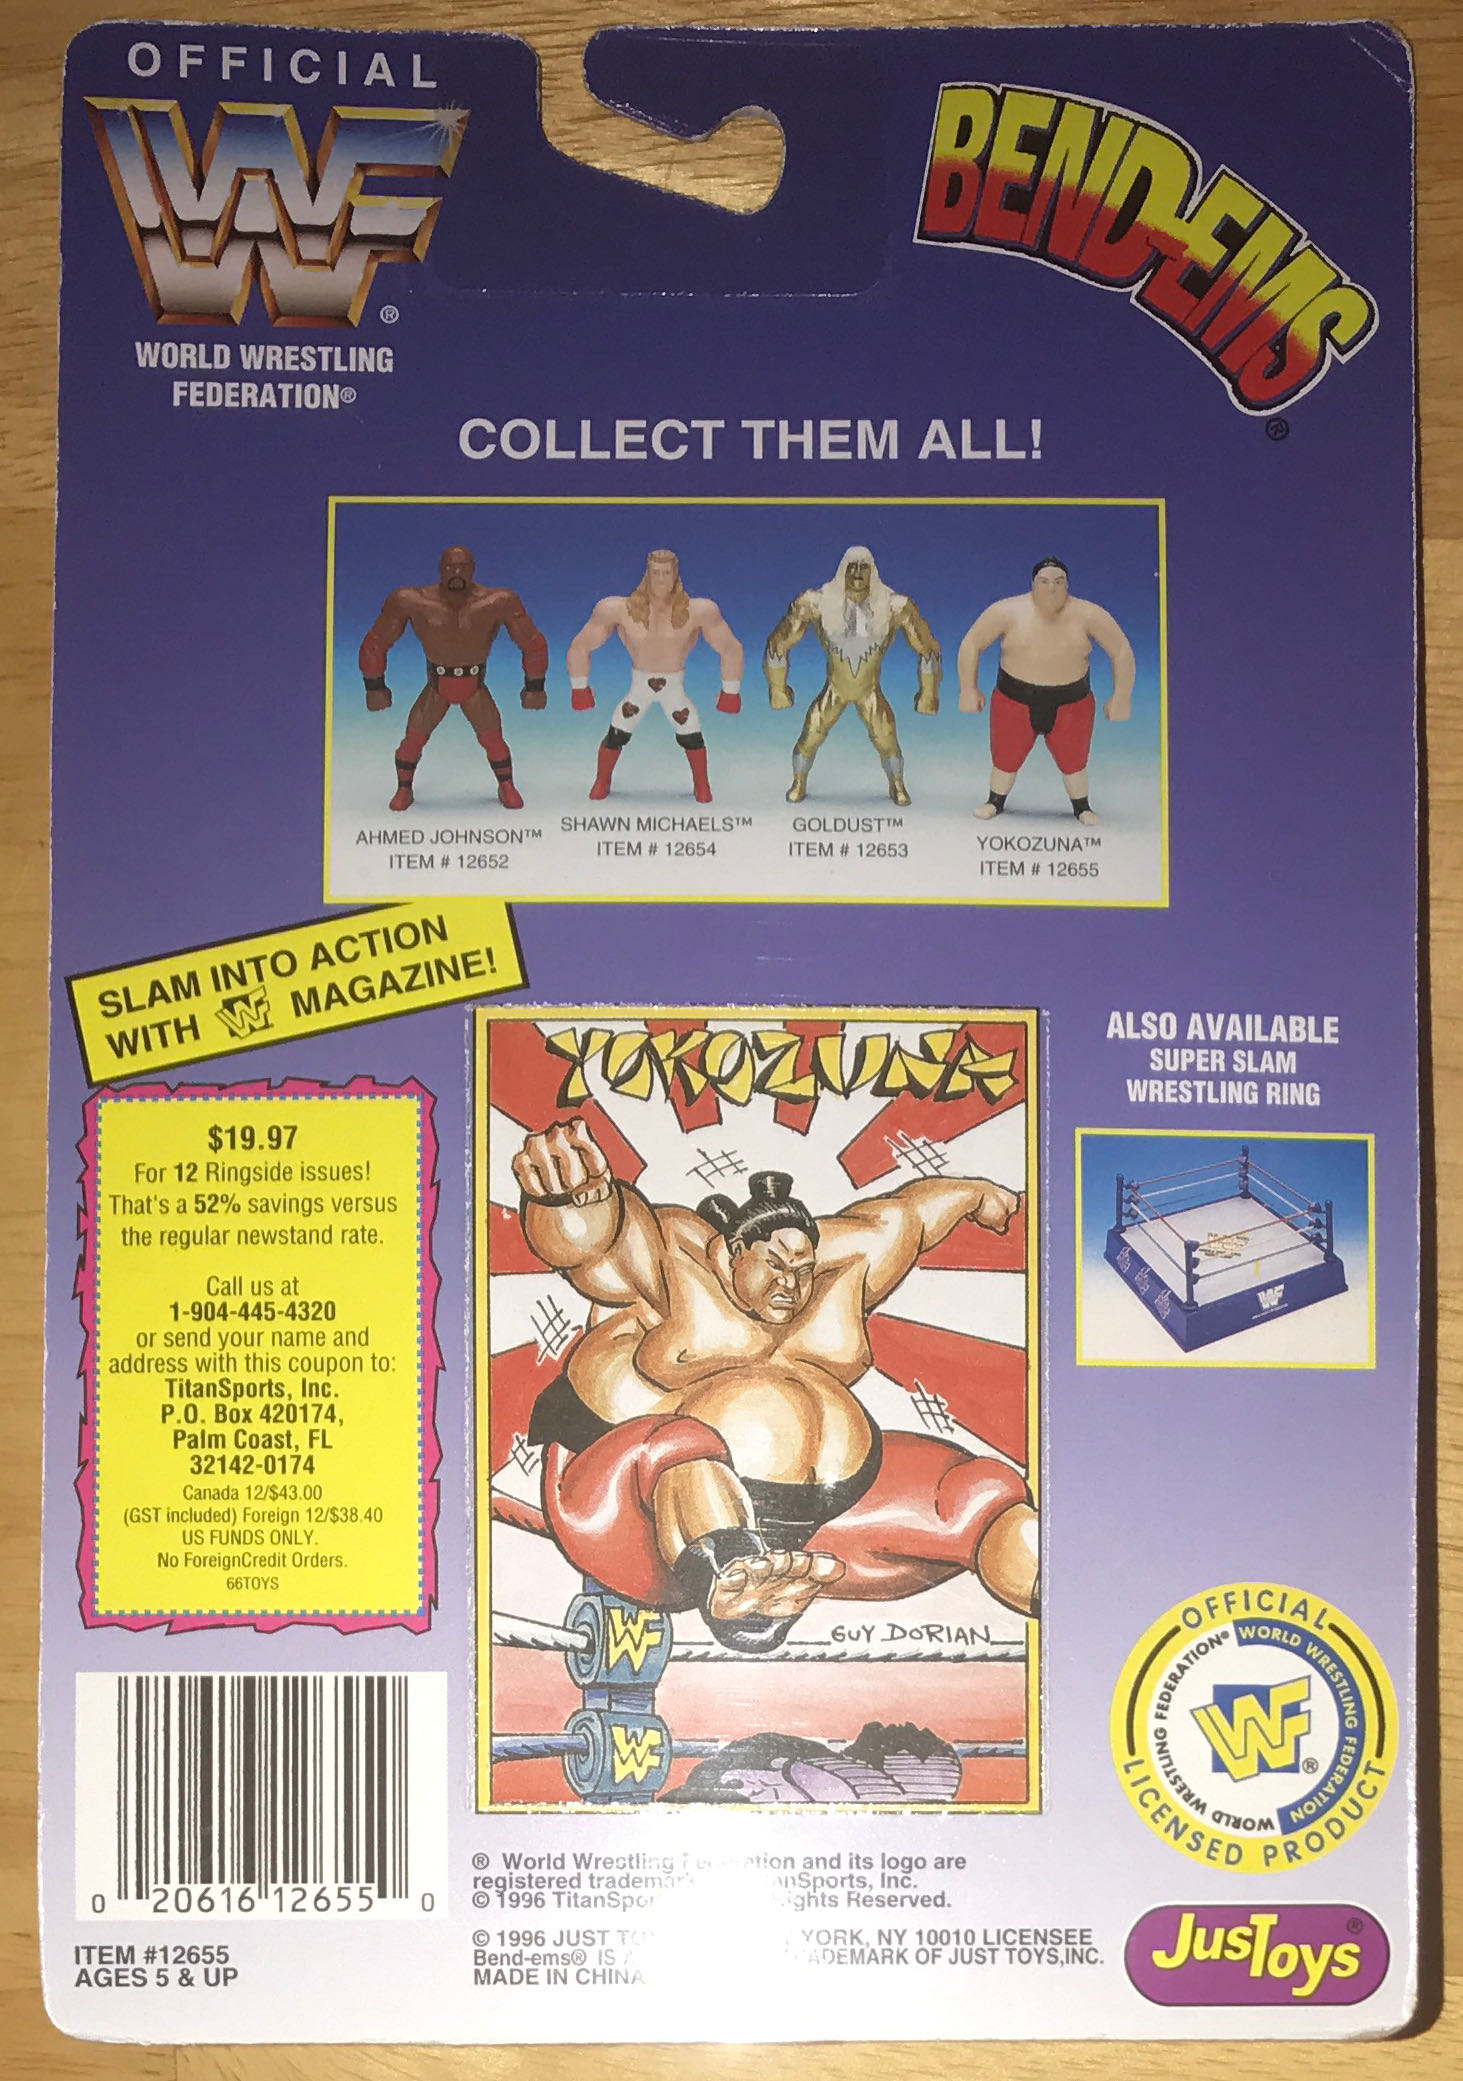 OFFICIAL
WF
®
WORLD WRESTLING
FEDERATION®
BEND-EMS
®
COLLECT THEM ALL!
AHMED JOHNSON™
ITEM # 12652
SHAWN MICHAELS™
ITEM # 12654
GOLDUST™
ITEM # 12653
YOKOZUNA™
ITEM # 12655
SLAM INTO ACTION
WITH WF MAGAZINE!
$19.97
For 12 Ringside issues!
That's a 52% savings versus
the regular newstand rate.
Call us at
1-904-445-4320
or send your name and
address with this coupon to:
TitanSports, Inc.
P.O. Box 420174,
Palm Coast, FL
32142-0174
Canada 12/$43.00
(GST included) Foreign 12/$38.40
US FUNDS ONLY.
No ForeignCredit Orders.
66TOYS
YOKOZUNA
GUY DORIAN
WF
WF
ALSO AVAILABLE
SUPER SLAM
WRESTLING RING
WF
OFFICIAL
LICENSED PRODUCT
WORLD WRESTLING FEDERATION
WORLD WRESTLING FEDERATION®
WF
®
0 20616 12655 0
ITEM #12655
AGES 5 & UP
® World Wrestling and its logo are
registered Inc.
© 1996 Reserved.
© 1996 JUST YORK, NY 10010 LICENSEE
Bend-ems® IS OF JUST TOYS,INC.
MADE IN CHINA
JusToys
®